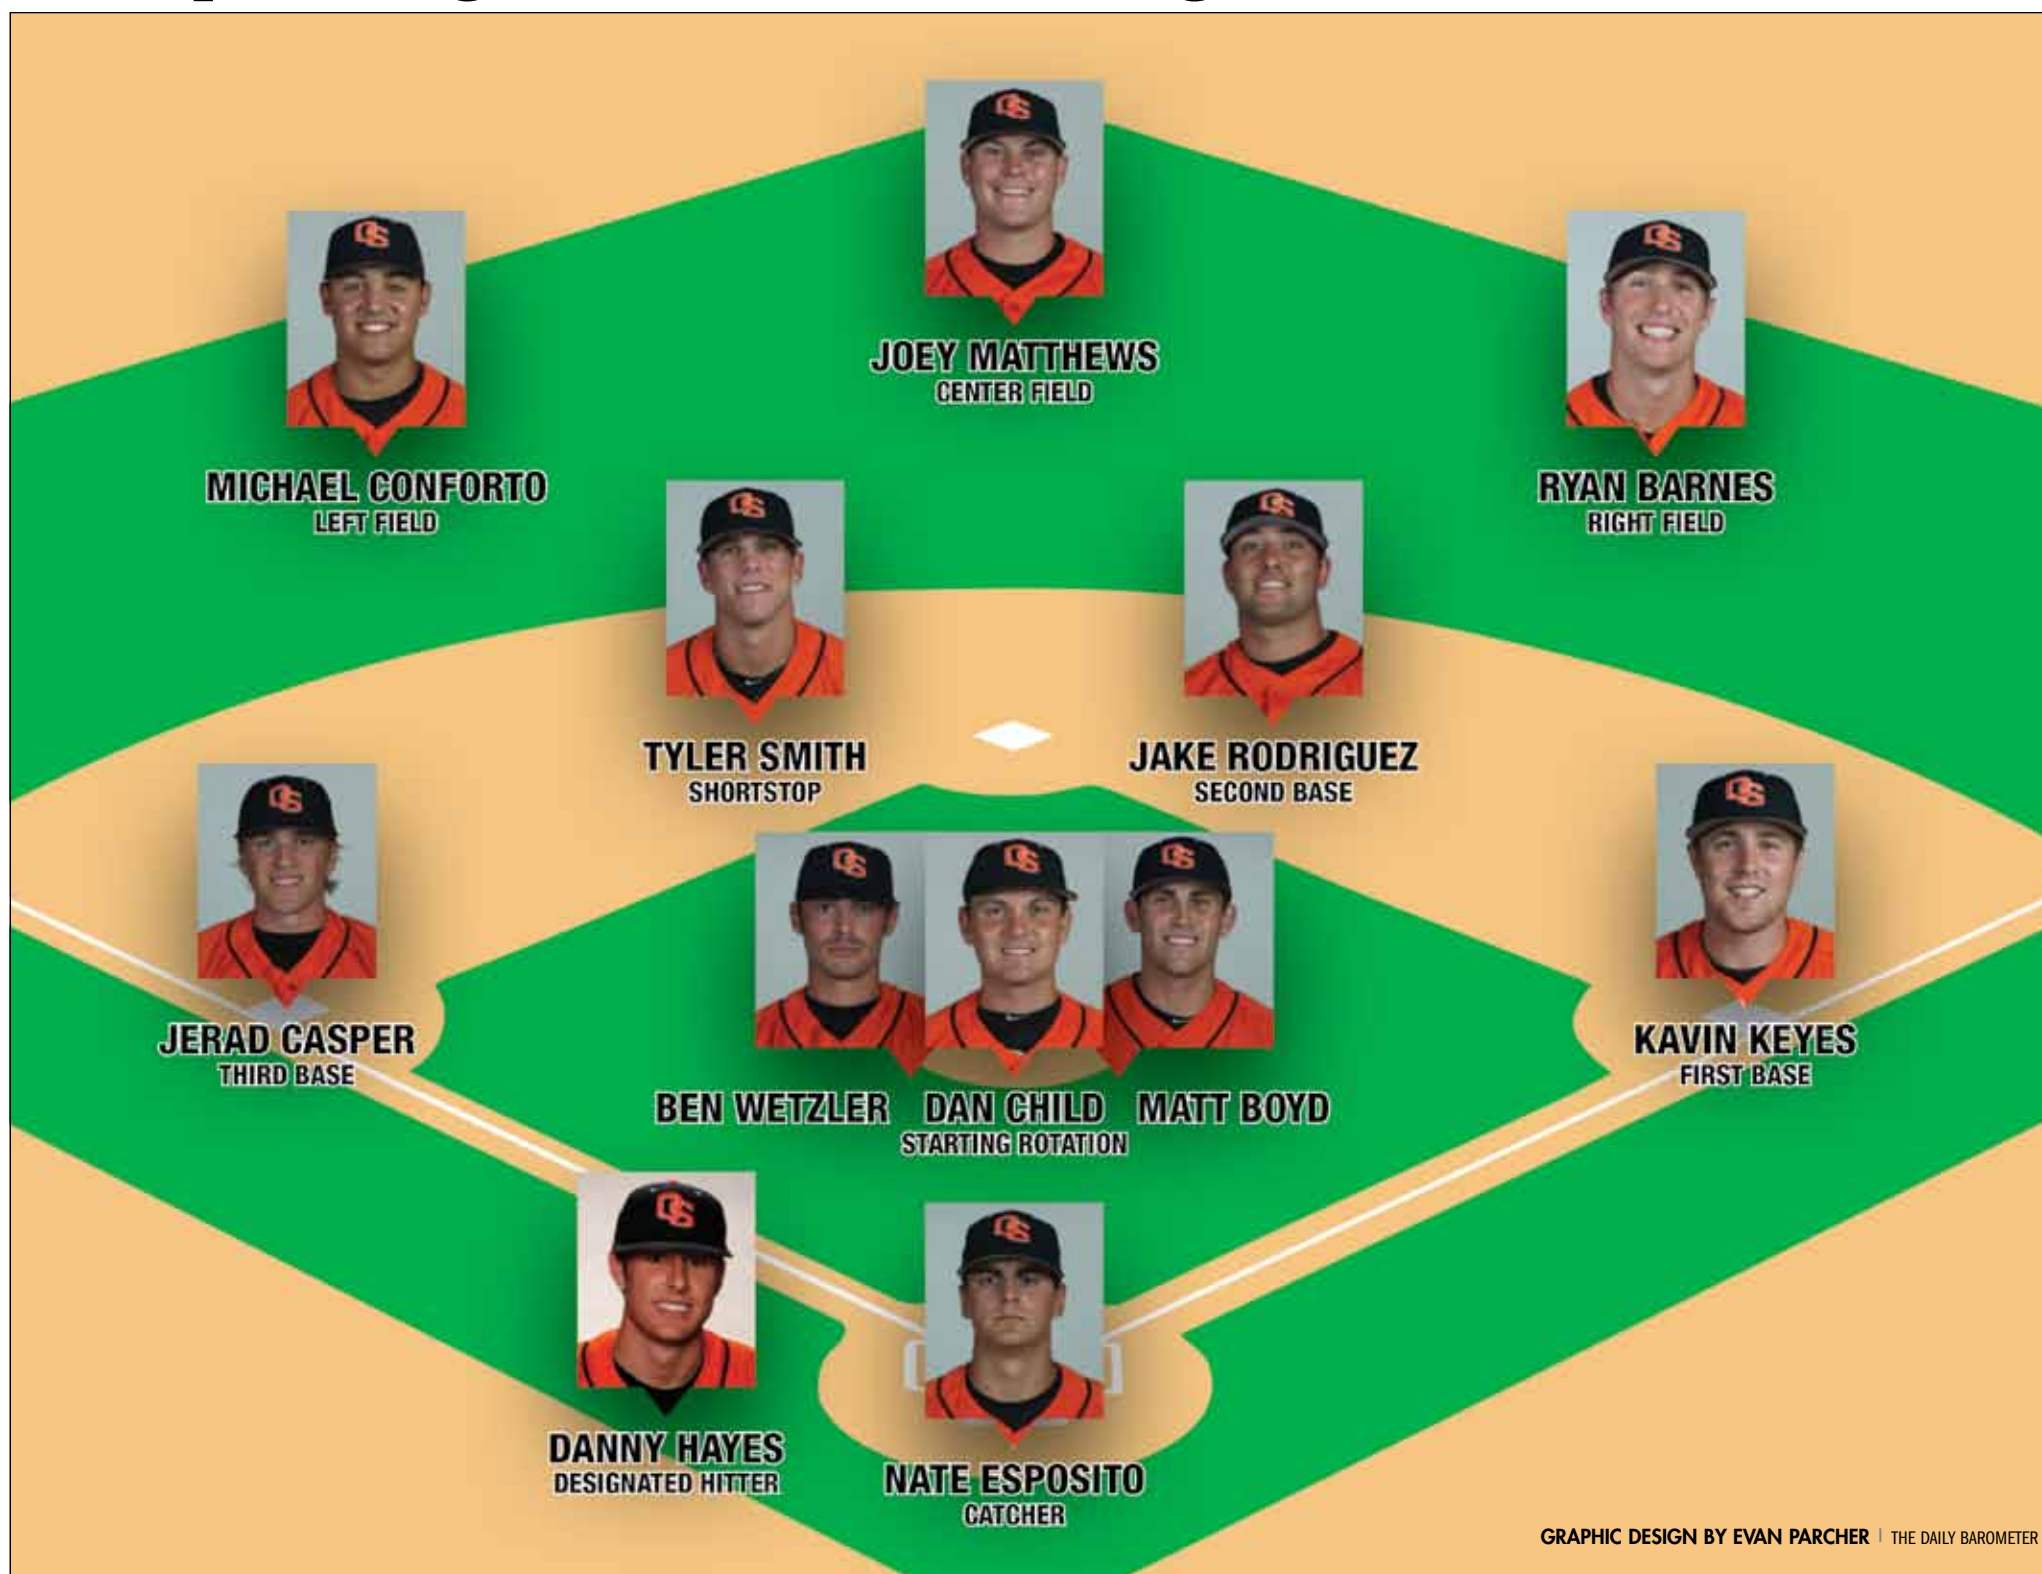 JOEY MATTHEWS
CENTER FIELD
MICHAEL CONFORTO
LEFT FIELD
RYAN BARNES
RIGHT FIELD
TYLER SMITH
SHORTSTOP
JAKE RODRIGUEZ
SECOND BASE
JERAD CASPER
THIRD BASE
KAVIN KEYES
FIRST BASE
BEN WETZLER DAN CHILD MATT BOYD
STARTING ROTATION
DANNY HAYES
DESIGNATED HITTER
NATE ESPOSITO
CATCHER
GRAPHIC DESIGN BY EVAN PARCHER | THE DAILY BAROMETER